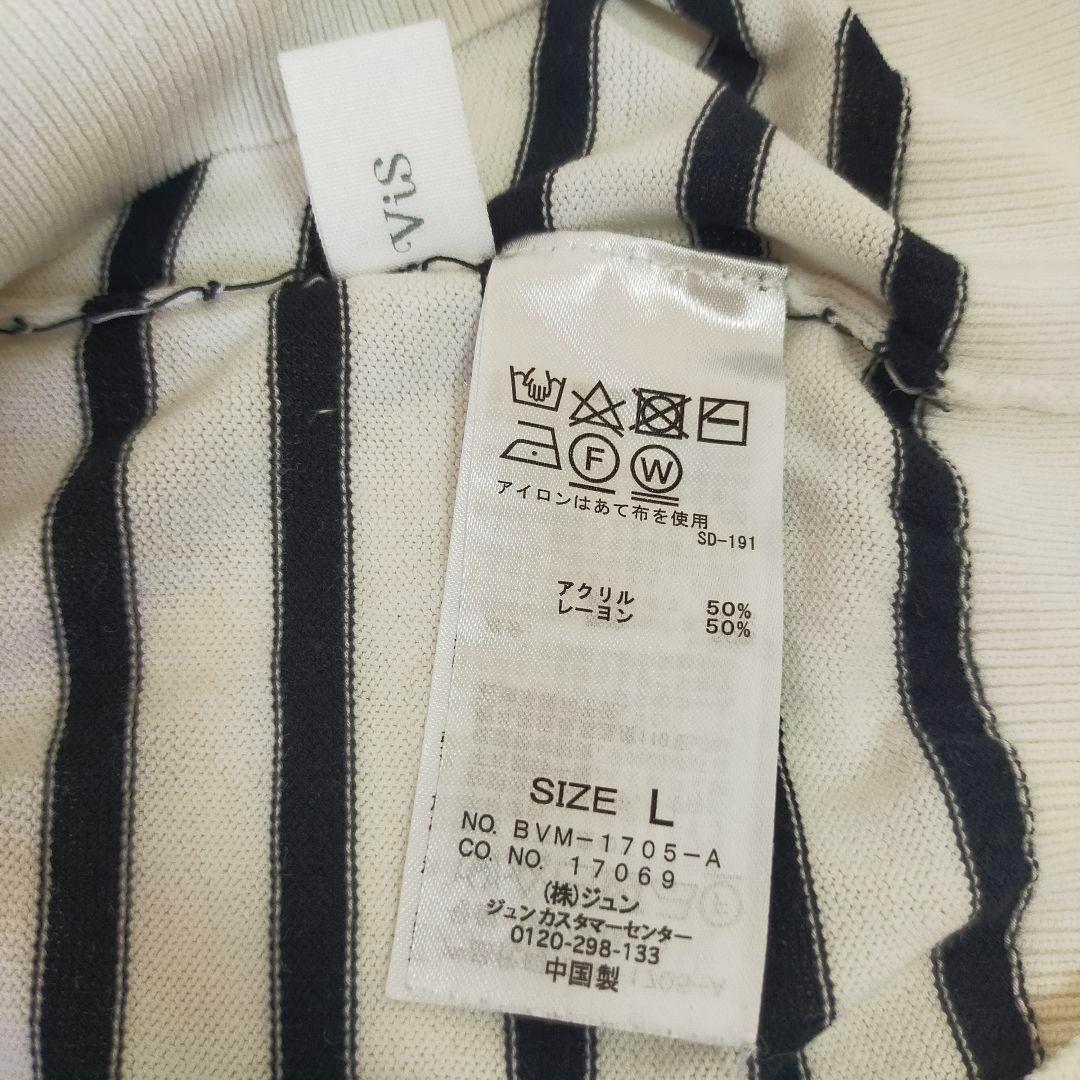 ViS
F W
アイロンはあて布を使用
SD-191
アクリル 50%
レーヨン 50%
SIZE L
NO. BVM-1705-A
CO. NO. 17069
(株)ジュン
ジュンカスタマーセンター
0120-298-133
中国製